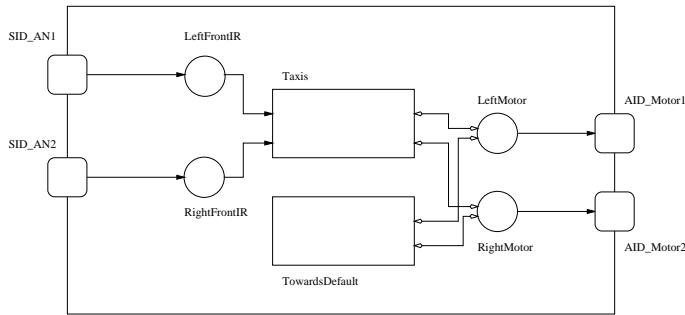 SID_AN1
LeftFrontIR
Taxis
LeftMotor
AID_Motor1
SID_AN2
RightFrontIR
RightMotor
AID_Motor2
TowardsDefault